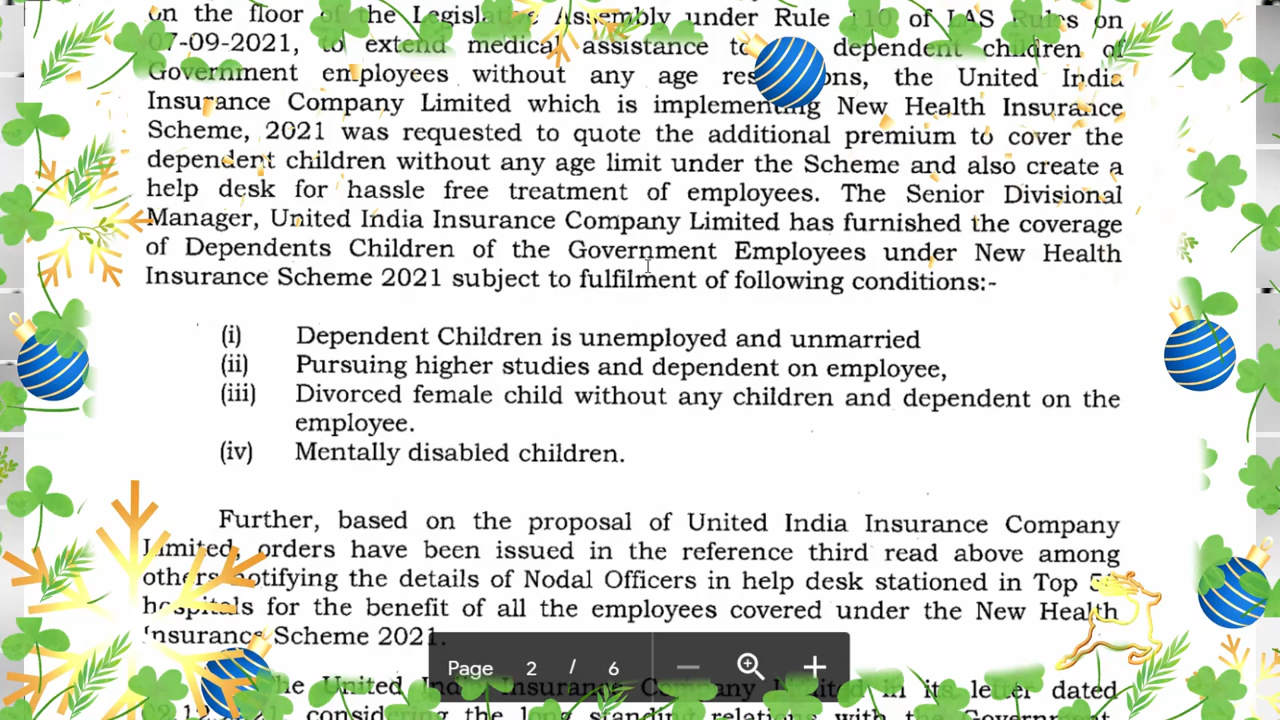 on the floor of the Legislative Assembly under Rule 110 of LAS Rules on
07-09-2021, to extend medical assistance to dependent children of
Government employees without any age the United India
Insurance Company Limited which is implementing New Health Insurance
Scheme, 2021 was requested to quote the additional premium to cover the
dependent children without any age limit under the Scheme and also create a
help desk for hassle free treatment of employees. The Senior Divisional
Manager, United India Insurance Company Limited has furnished the coverage
of Dependents Children of the Government Employees under New Health
Insurance Scheme 2021 subject to fulfilment of following conditions:-
(i) Dependent Children is unemployed and unmarried
(ii) Pursuing higher studies and dependent on employee,
(iii) Divorced female child without any children and dependent on the
employee.
(iv) Mentally disabled children.
Further, based on the proposal of United India Insurance Company
Limited, orders have been issued in the reference third read above among
others notifying the details of Nodal Officers in help desk stationed in Top
hospitals for the benefit of all the employees covered under the New Health
Insurance Scheme 2021.
Page 2 / 6
The United India Insurance Company Limited in its letter dated
considering the long standing relations with the Government,